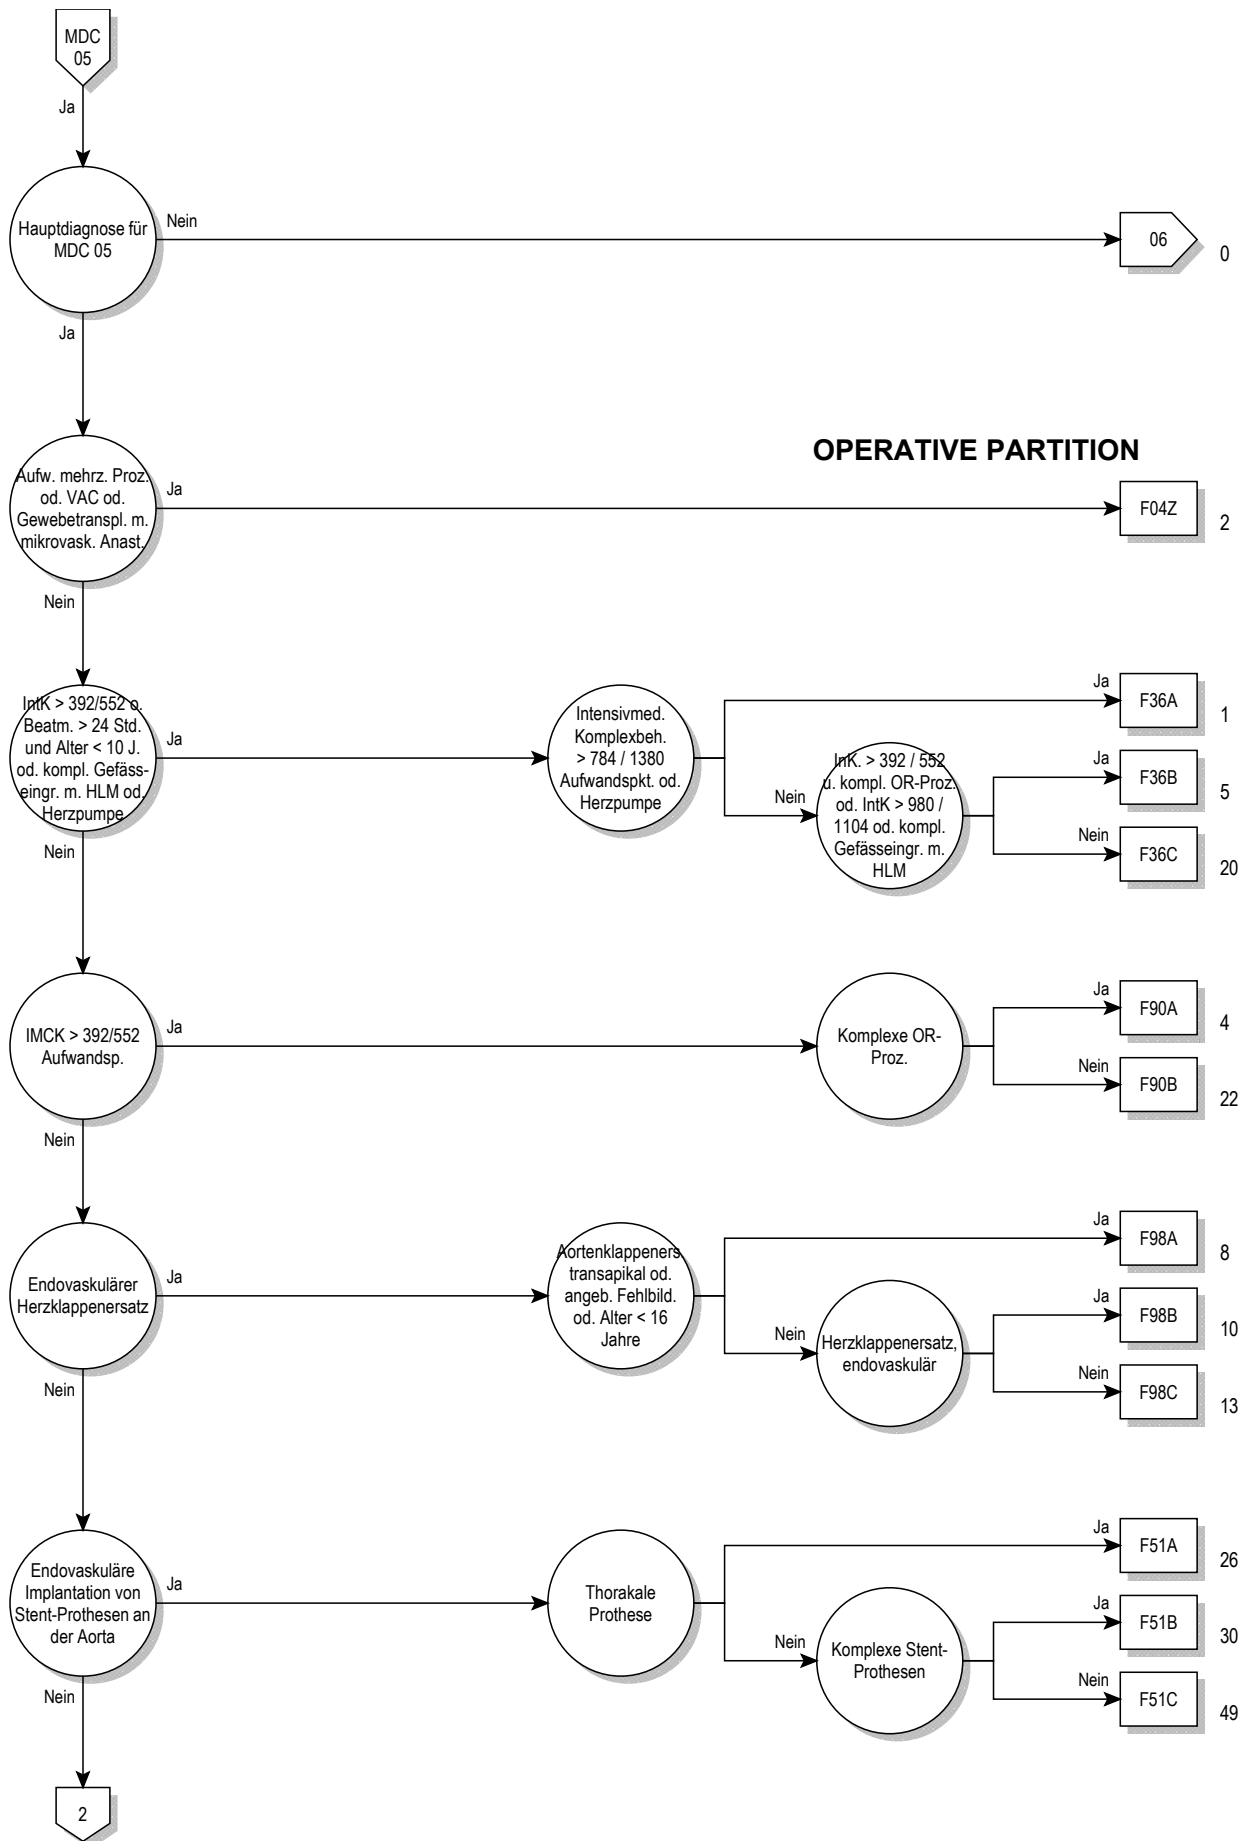 MDC
05
Ja
Hauptdiagnose für
MDC 05
Nein
06
0
Ja
OPERATIVE PARTITION
Aufw. mehrz. Proz.
od. VAC od.
Gewebetranspl. m.
mikrovask. Anast.
Ja
F04Z
2
Nein
IntK > 392/552 o.
Beatm. > 24 Std.
und Alter < 10 J.
od. kompl. Gefäss-
eingr. m. HLM od.
Herzpumpe
Ja
Intensivmed.
Komplexbeh.
> 784 / 1380
Aufwandspkt. od.
Herzpumpe
Ja
F36A
1
Nein
InK. > 392 / 552
u. kompl. OR-Proz.
od. IntK > 980 /
1104 od. kompl.
Gefässeingr. m.
HLM
Ja
F36B
5
Nein
F36C
20
Nein
IMCK > 392/552
Aufwandsp.
Ja
Komplexe OR-
Proz.
Ja
F90A
4
Nein
F90B
22
Nein
Endovaskulärer
Herzklappenersatz
Ja
Aortenklappeners
transapikal od.
angeb. Fehlbild.
od. Alter < 16
Jahre
Ja
F98A
8
Nein
Herzklappenersatz,
endovaskulär
Ja
F98B
10
Nein
F98C
13
Nein
Endovaskuläre
Implantation von
Stent-Prothesen an
der Aorta
Ja
Thorakale
Prothese
Ja
F51A
26
Nein
Komplexe Stent-
Prothesen
Ja
F51B
30
Nein
F51C
49
Nein
2